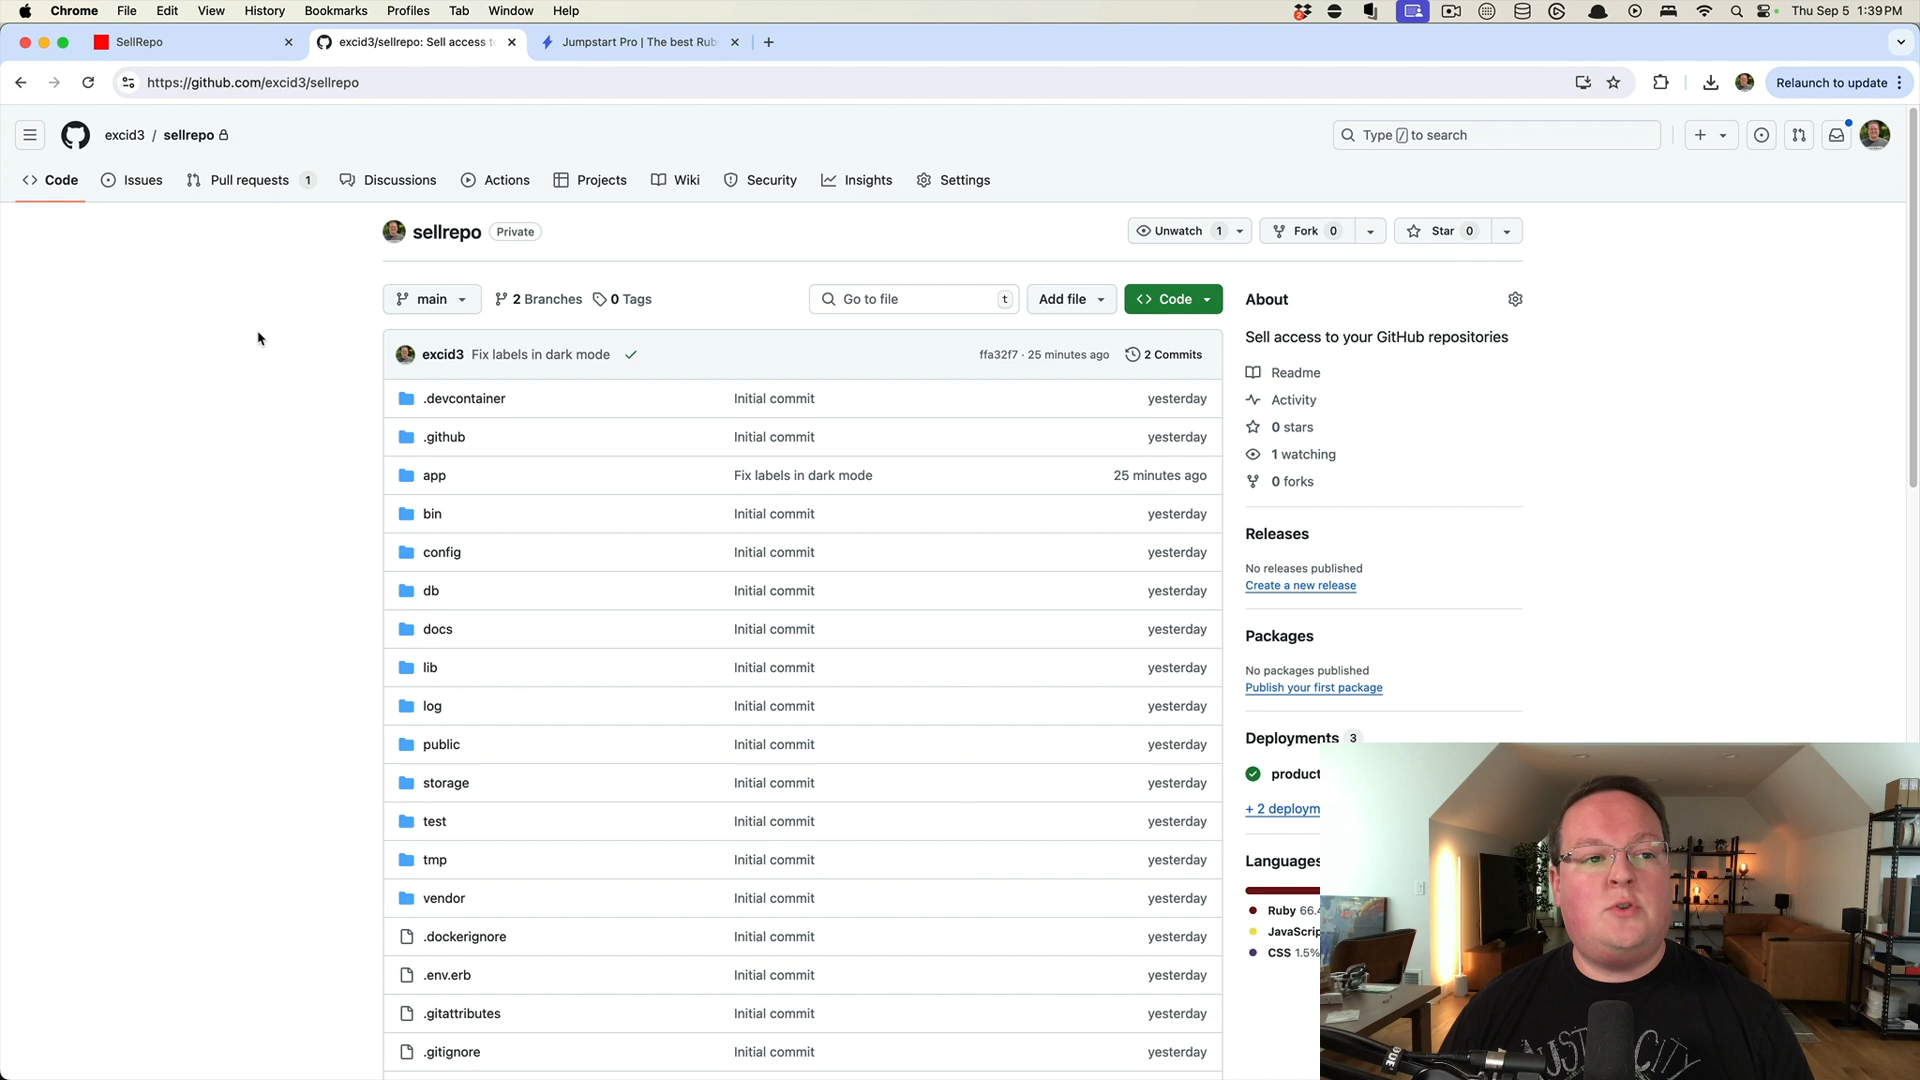 Chrome File Edit View History Bookmarks Profiles Tab Window Help
Thu Sep 5 1:39 PM
SellRepo
excid3/sellrepo: Sell access to
Jumpstart Pro | The best Rub
https://github.com/excid3/sellrepo
Relaunch to update
excid3 / sellrepo
Type / to search
Code Issues Pull requests 1 Discussions Actions Projects Wiki Security Insights Settings
sellrepo Private
Unwatch 1 Fork 0 Star 0
main 2 Branches 0 Tags
Go to file t
Add file
Code
About
Sell access to your GitHub repositories
Readme
Activity
0 stars
1 watching
0 forks
Releases
No releases published
Create a new release
Packages
No packages published
Publish your first package
Deployments 3
product
+ 2 deploym
Languages
Ruby 66.4
JavaScrip
CSS 1.5%
excid3 Fix labels in dark mode ffa32f7 · 25 minutes ago 2 Commits
.devcontainer Initial commit yesterday
.github Initial commit yesterday
app Fix labels in dark mode 25 minutes ago
bin Initial commit yesterday
config Initial commit yesterday
db Initial commit yesterday
docs Initial commit yesterday
lib Initial commit yesterday
log Initial commit yesterday
public Initial commit yesterday
storage Initial commit yesterday
test Initial commit yesterday
tmp Initial commit yesterday
vendor Initial commit yesterday
.dockerignore Initial commit yesterday
.env.erb Initial commit yesterday
.gitattributes Initial commit yesterday
.gitignore Initial commit yesterday